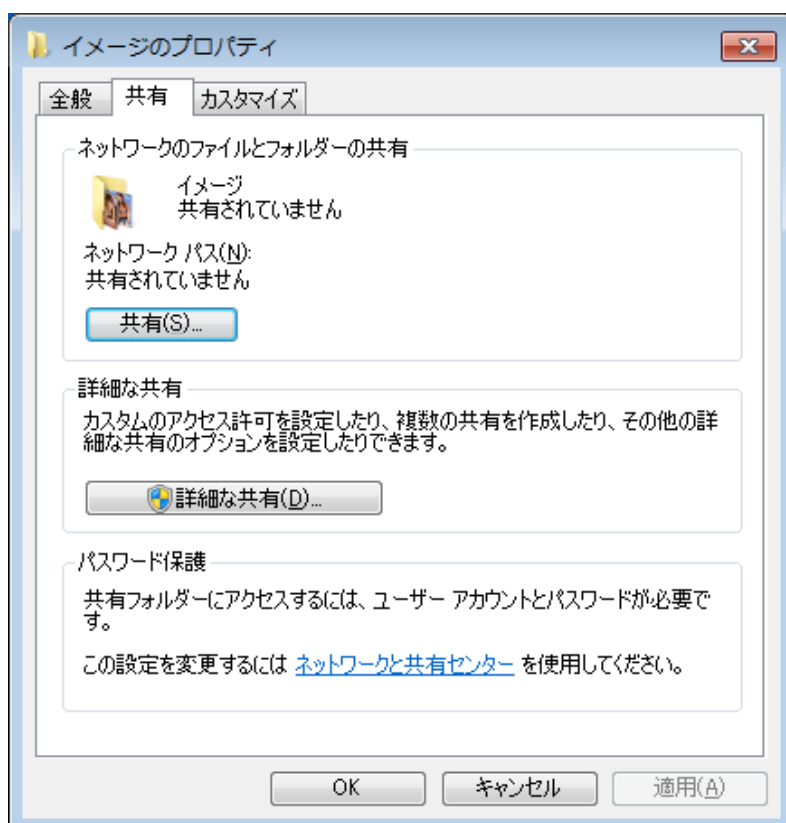 イメージのプロパティ
全般
共有
カスタマイズ
ネットワークのファイルとフォルダーの共有
イメージ
共有されていません
ネットワーク パス(N):
共有されていません
共有(S)...
詳細な共有
カスタムのアクセス許可を設定したり、複数の共有を作成したり、その他の詳
細な共有のオプションを設定したりできます。
詳細な共有(D)...
パスワード保護
共有フォルダーにアクセスするには、ユーザー アカウントとパスワードが必要で
す。
この設定を変更するには ネットワークと共有センター を使用してください。
OK
キャンセル
適用(A)